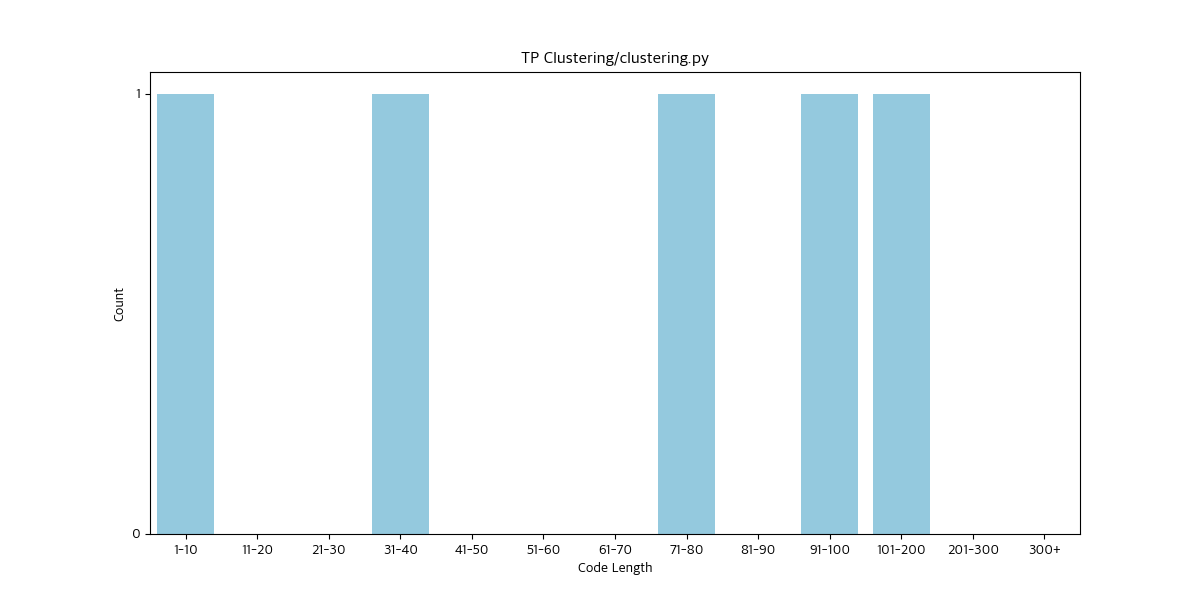 TP Clustering/clustering.py
1
Count
0
1-10 11-20 21-30 31-40 41-50 51-60 61-70 71-80 81-90 91-100 101-200 201-300 300+
Code Length